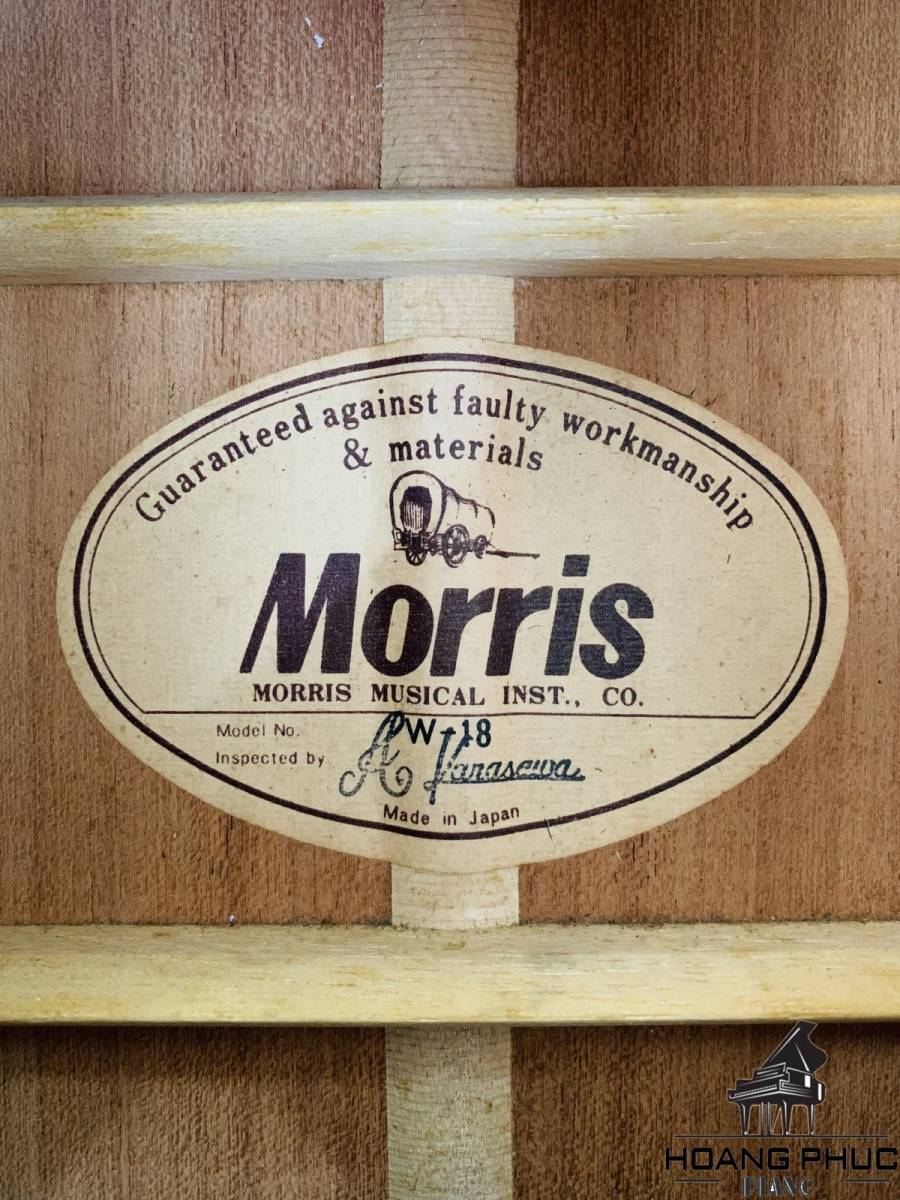 Guaranteed against faulty workmanship
& materials
Morris
MORRIS MUSICAL INST., CO.
Model No. W-18
Inspected by
Made in Japan
HOANG PHUC
PIANO